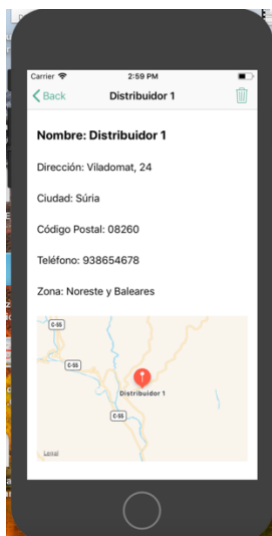 Carrier 2:59 PM
Back Distribuidor 1
Nombre: Distribuidor 1
Dirección: Viladomat, 24
Ciudad: Súria
Código Postal: 08260
Teléfono: 938654678
Zona: Noreste y Baleares
C-55
C-55
Distribuidor 1
C-55
Legal